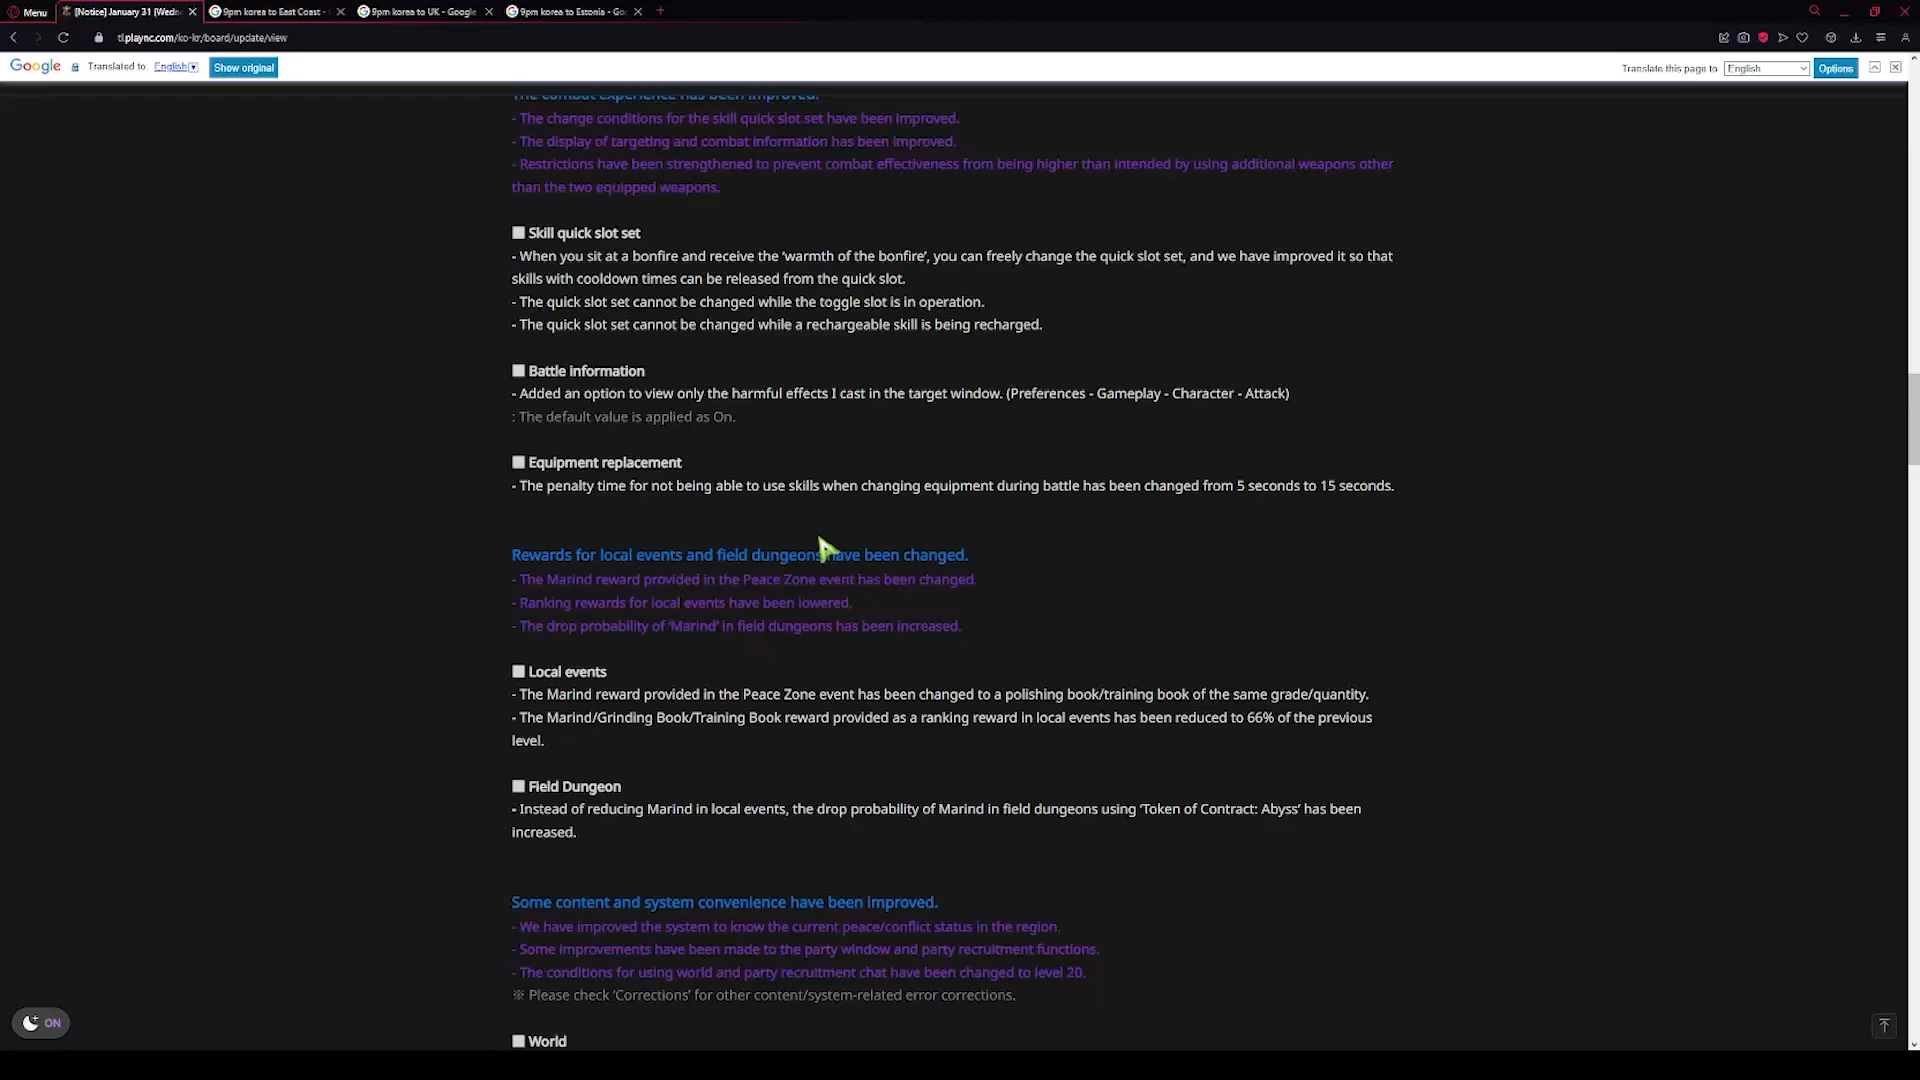 Menu
[Notice] January 31 [Wedn
9pm korea to East Coast -
9pm korea to UK - Google
9pm korea to Estonia - Go
tl.plaync.com/ko-kr/board/update/view
Google Translated to: English Show original
Translate this page to English Options
The combat experience has been improved.
- The change conditions for the skill quick slot set have been improved.
- The display of targeting and combat information has been improved.
- Restrictions have been strengthened to prevent combat effectiveness from being higher than intended by using additional weapons other
than the two equipped weapons.
Skill quick slot set
- When you sit at a bonfire and receive the ‘warmth of the bonfire’, you can freely change the quick slot set, and we have improved it so that
skills with cooldown times can be released from the quick slot.
- The quick slot set cannot be changed while the toggle slot is in operation.
- The quick slot set cannot be changed while a rechargeable skill is being recharged.
Battle information
- Added an option to view only the harmful effects I cast in the target window. (Preferences - Gameplay - Character - Attack)
: The default value is applied as On.
Equipment replacement
- The penalty time for not being able to use skills when changing equipment during battle has been changed from 5 seconds to 15 seconds.
Rewards for local events and field dungeons have been changed.
- The Marind reward provided in the Peace Zone event has been changed.
- Ranking rewards for local events have been lowered.
- The drop probability of ‘Marind’ in field dungeons has been increased.
Local events
- The Marind reward provided in the Peace Zone event has been changed to a polishing book/training book of the same grade/quantity.
- The Marind/Grinding Book/Training Book reward provided as a ranking reward in local events has been reduced to 66% of the previous
level.
Field Dungeon
- Instead of reducing Marind in local events, the drop probability of Marind in field dungeons using ‘Token of Contract: Abyss’ has been
increased.
Some content and system convenience have been improved.
- We have improved the system to know the current peace/conflict status in the region.
- Some improvements have been made to the party window and party recruitment functions.
- The conditions for using world and party recruitment chat have been changed to level 20.
※ Please check ‘Corrections’ for other content/system-related error corrections.
ON
World